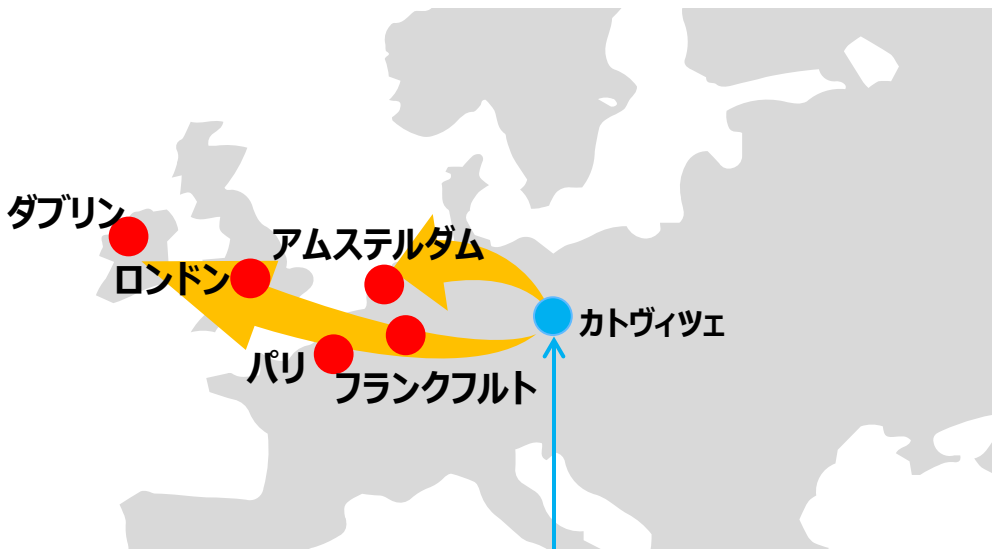 ダブリン
アムステルダム
ロンドン
カトヴィツェ
パリ
フランクフルト